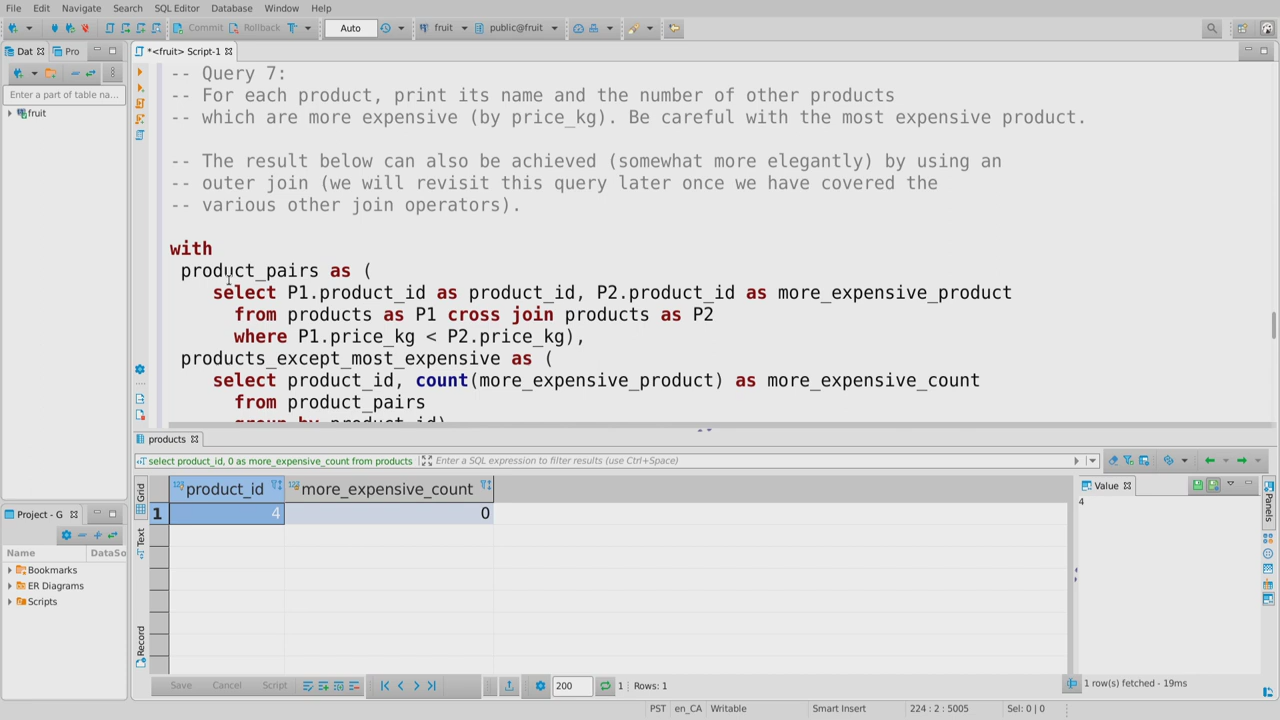 File Edit Navigate Search SQL Editor Database Window Help
Commit Rollback Auto fruit public@fruit
Dat Pro *<fruit> Script-1
Enter a part of table na...
fruit
-- Query 7:
-- For each product, print its name and the number of other products
-- which are more expensive (by price_kg). Be careful with the most expensive product.
-- The result below can also be achieved (somewhat more elegantly) by using an
-- outer join (we will revisit this query later once we have covered the
-- various other join operators).
with
product_pairs as (
select P1.product_id as product_id, P2.product_id as more_expensive_product
from products as P1 cross join products as P2
where P1.price_kg < P2.price_kg),
products_except_most_expensive as (
select product_id, count(more_expensive_product) as more_expensive_count
from product_pairs
group by product_id)
products
select product_id, 0 as more_expensive_count from products Enter a SQL expression to filter results (use Ctrl+Space)
Grid
Text
Record
123 product_id 123 more_expensive_count
1 4 0
Value
4
Panels
Project - G
Name DataSo
Bookmarks
ER Diagrams
Scripts
Save Cancel Script 200 1 Rows: 1
1 row(s) fetched - 19ms
PST en_CA Writable Smart Insert 224 : 2 : 5005 Sel: 0 | 0